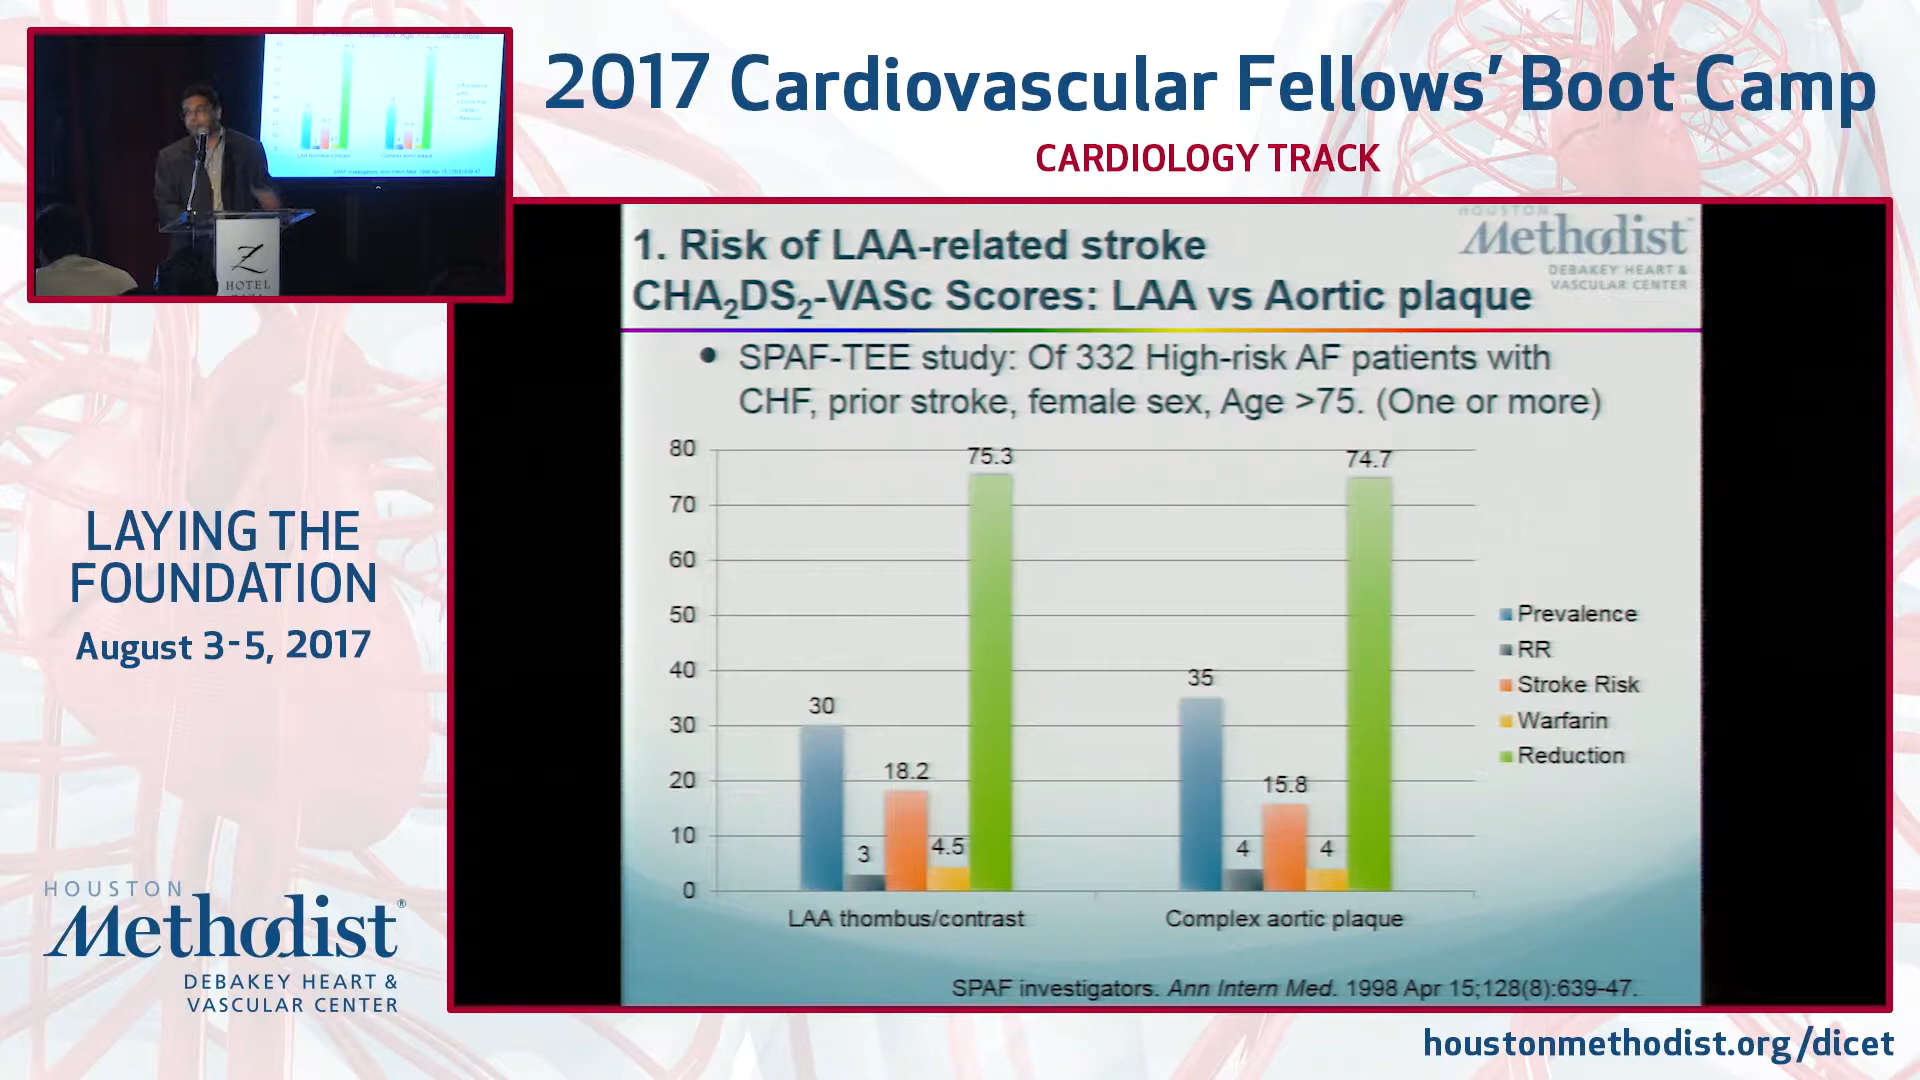 2017 Cardiovascular Fellows’ Boot Camp
CARDIOLOGY TRACK
Z
HOTEL
LAYING THE
FOUNDATION
August 3-5, 2017
HOUSTON
Methodist®
DEBAKEY HEART &
VASCULAR CENTER
HOUSTON
Methodist
DEBAKEY HEART &
VASCULAR CENTER
1. Risk of LAA-related stroke
CHA₂DS₂-VASc Scores: LAA vs Aortic plaque
• SPAF-TEE study: Of 332 High-risk AF patients with
CHF, prior stroke, female sex, Age >75. (One or more)
80
70
60
50
40
30
20
10
0
30
3
18.2
4.5
75.3
35
4
15.8
4
74.7
LAA thombus/contrast
Complex aortic plaque
Prevalence
RR
Stroke Risk
Warfarin
Reduction
SPAF investigators. Ann Intern Med. 1998 Apr 15;128(8):639-47.
houstonmethodist.org/dicet